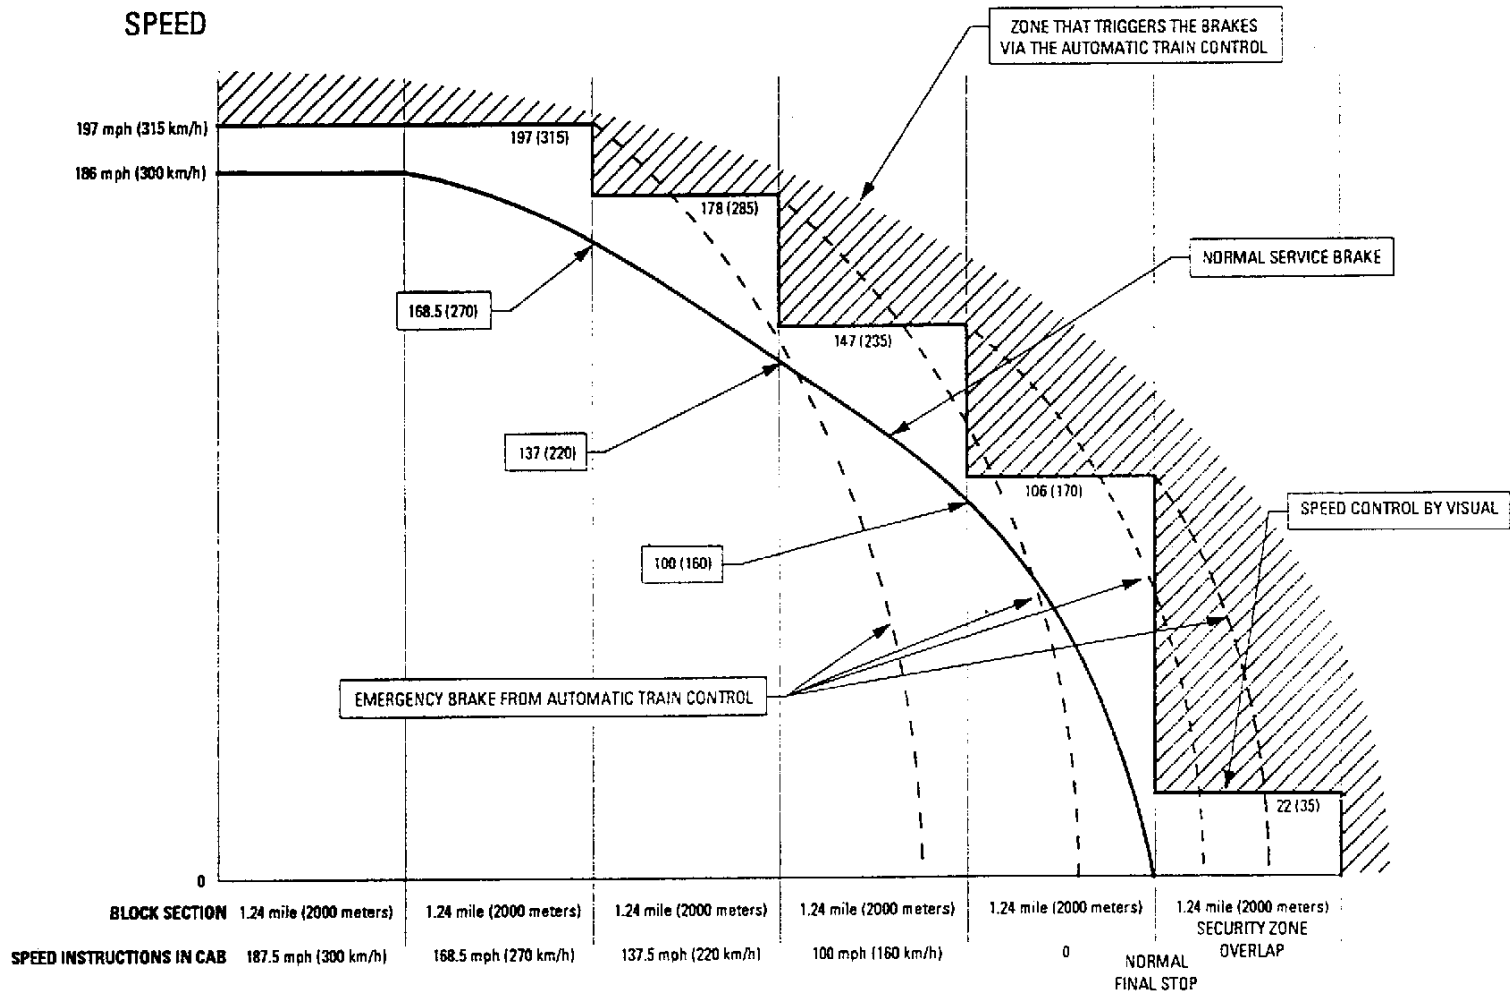 SPEED
ZONE THAT TRIGGERS THE BRAKES
VIA THE AUTOMATIC TRAIN CONTROL
197 mph (315 km/h)
197 (315)
186 mph (300 km/h)
178 (285)
NORMAL SERVICE BRAKE
168.5 (270)
147 (235)
137 (220)
106 (170)
SPEED CONTROL BY VISUAL
100 (160)
EMERGENCY BRAKE FROM AUTOMATIC TRAIN CONTROL
22 (35)
0
BLOCK SECTION 1.24 mile (2000 meters) 1.24 mile (2000 meters) 1.24 mile (2000 meters) 1.24 mile (2000 meters) 1.24 mile (2000 meters) 1.24 mile (2000 meters)
SECURITY ZONE
OVERLAP
SPEED INSTRUCTIONS IN CAB 187.5 mph (300 km/h) 168.5 mph (270 km/h) 137.5 mph (220 km/h) 100 mph (160 km/h) 0
NORMAL
FINAL STOP